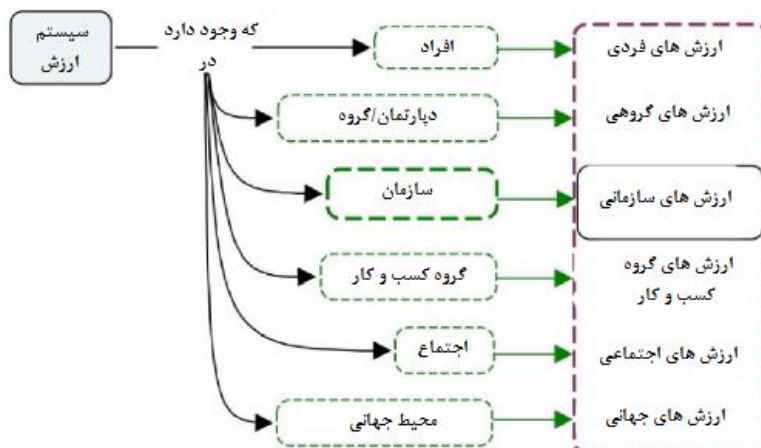 سیستم
ارزش
که وجود دارد
در
افراد
ارزش های فردی
دپارتمان/گروه
ارزش های گروهی
سازمان
ارزش های سازمانی
گروه کسب و کار
ارزش های گروه
کسب و کار
اجتماع
ارزش های اجتماعی
محیط جهانی
ارزش های جهانی